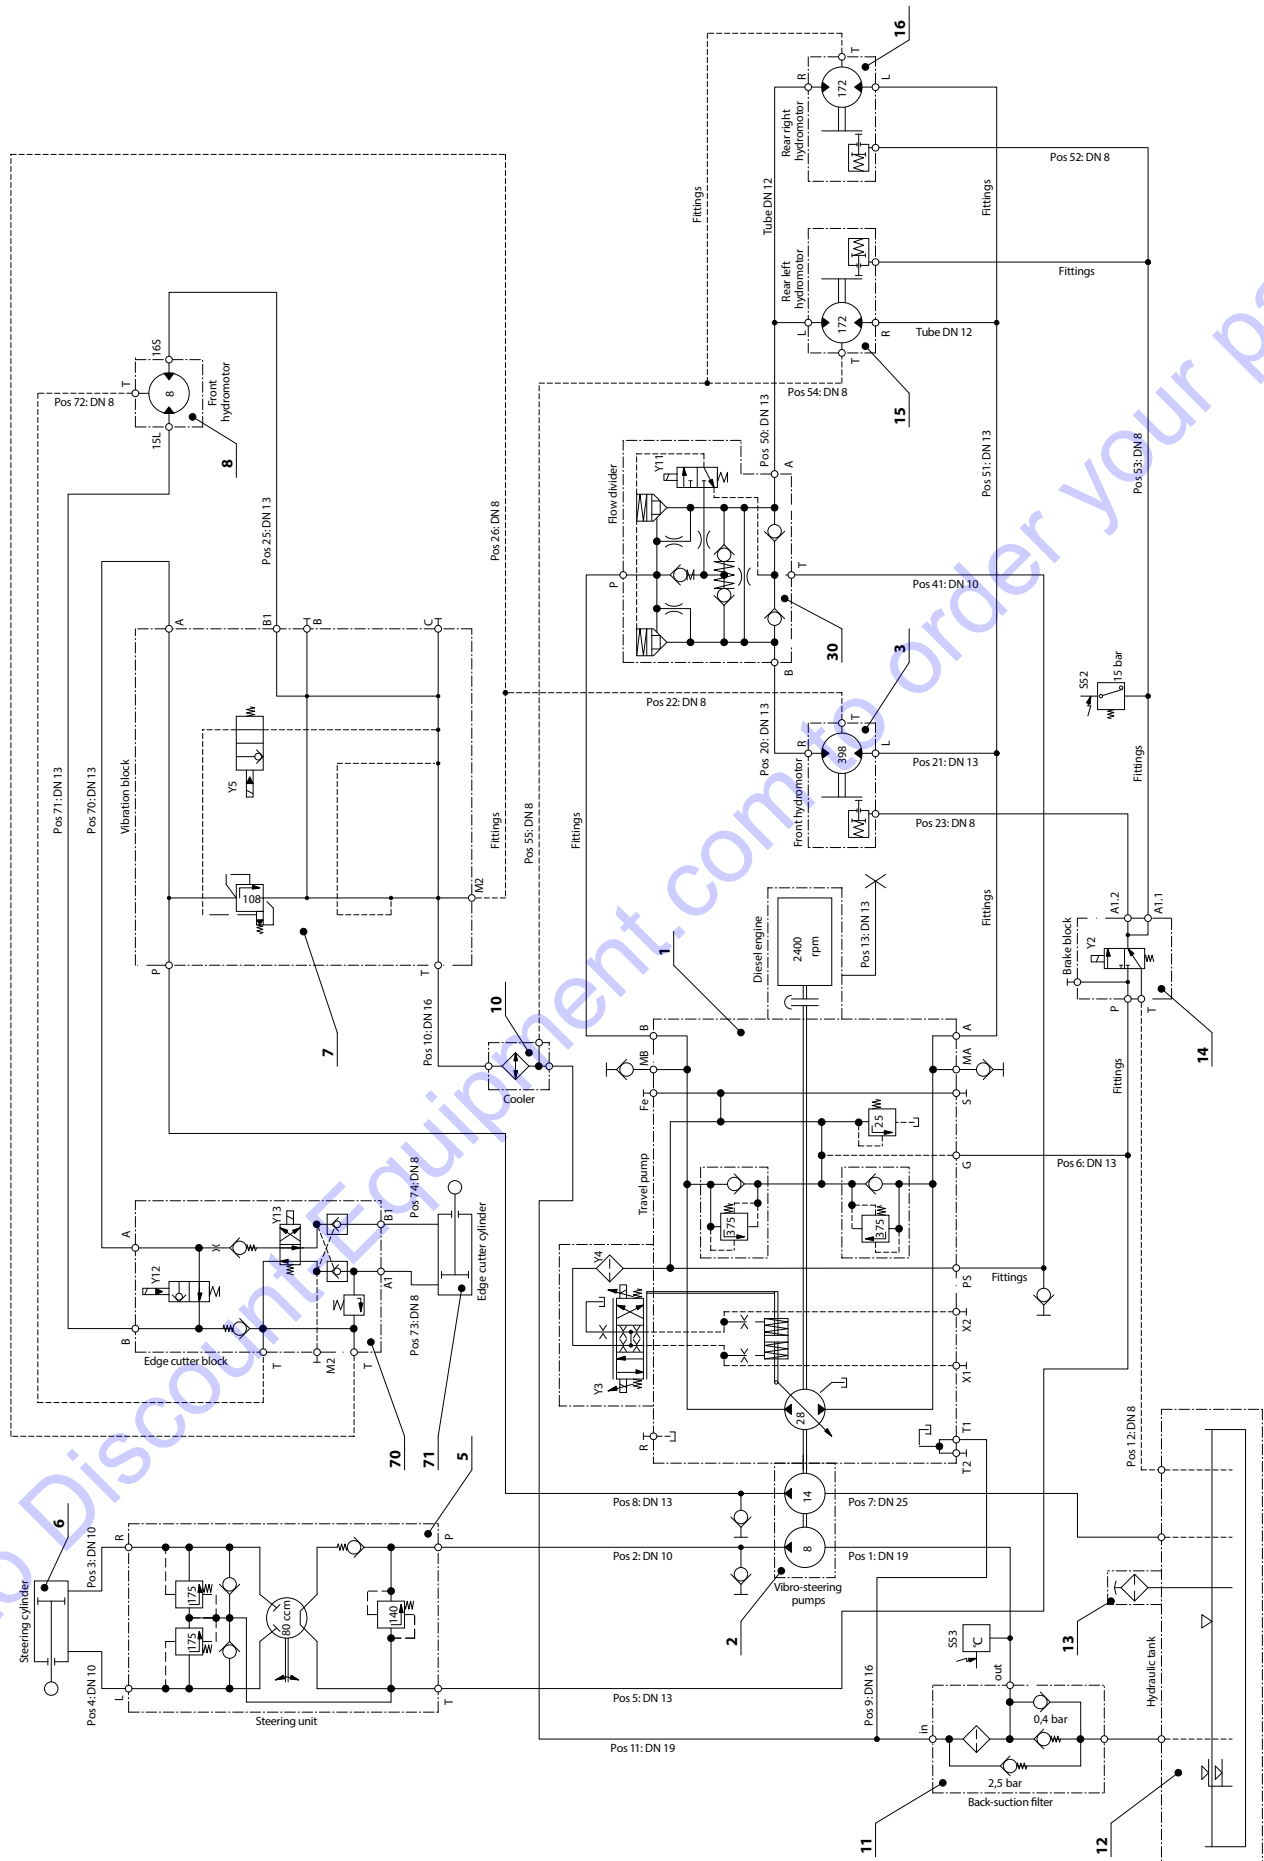 16
R
T
172
L
Rear right
hydromotor
Pos 52: DN 8
Fittings
Tube DN 12
Fittings
Rear left
hydromotor
L
172
R
T
Fittings
Tube DN 12
15
Pos 54: DN 8
Pos 50: DN 13
Pos 51: DN 13
Pos 53: DN 8
16S
T
8
Front
hydromotor
15L
Pos 72: DN 8
8
Pos 25: DN 13
Pos 26: DN 8
Flow divider
Y11
A
P
T
B
30
Pos 41: DN 10
Pos 71: DN 13
Pos 70: DN 13
Vibration block
A
B1
B
C
Y5
108
M2
P
T
7
Fittings
Pos 55: DN 8
Fittings
Pos 22: DN 8
Pos 20: DN 13
R
T
398
L
3
Front hydromotor
Pos 21: DN 13
Pos 23: DN 8
S52
15 bar
Fittings
Fittings
Brake block
Y2
A1.2
A1.1
P
T
14
Fittings
Diesel engine
2400
rpm
Pos 13: DN 13
1
Pos 10: DN 16
10
Cooler
B
MB
Fe
A
MA
S
25
G
Pos 6: DN 13
Travel pump
375
375
Y4
Y3
PS
Fittings
X2
X1
28
R
T1
T2
A
Y13
Y12
B
B1
A1
Pos 74: DN 8
Pos 73: DN 8
Edge cutter cylinder
Edge cutter block
T
M2
T
70
71
5
6
Steering cylinder
Pos 3: DN 10
Pos 4: DN 10
R
L
P
T
175
175
80 ccm
140
Steering unit
Pos 8: DN 13
Pos 7: DN 25
14
8
Pos 2: DN 10
Pos 1: DN 19
Vibro-steering
pumps
2
Pos 5: DN 13
Pos 9: DN 16
Pos 11: DN 19
S53
°C
out
in
0,4 bar
2,5 bar
Back-suction filter
11
Pos 12: DN 8
13
Hydraulic tank
12
to Discount-Equipment.com to order your pa